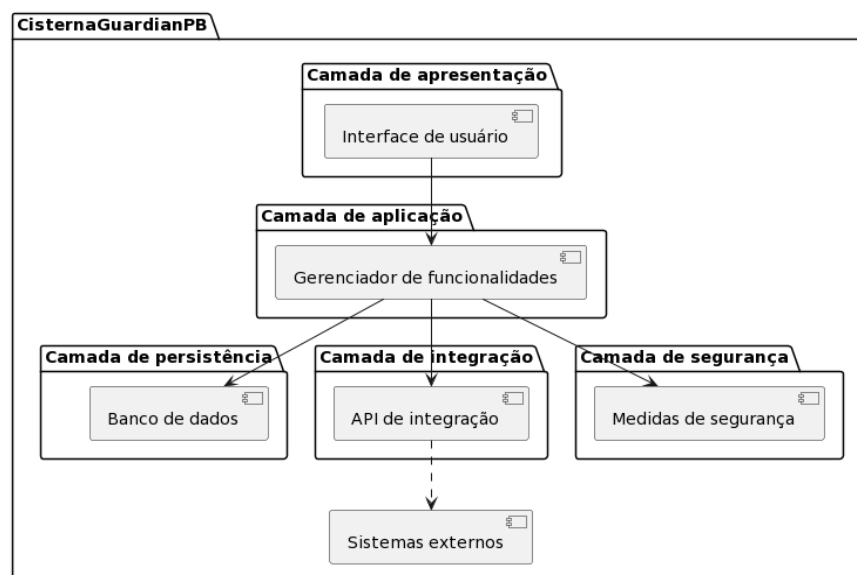 CisternaGuardianPB
Camada de apresentação
Interface de usuário
Camada de aplicação
Gerenciador de funcionalidades
Camada de persistência
Camada de integração
Camada de segurança
Banco de dados
API de integração
Medidas de segurança
Sistemas externos